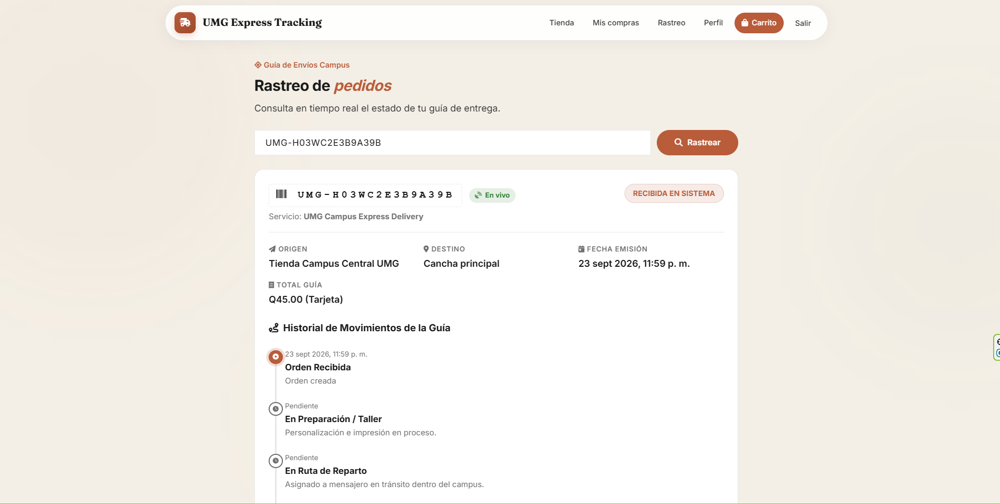 UMG Express Tracking
Tienda
Mis compras
Rastreo
Perfil
Carrito
Salir
Guía de Envíos Campus
Rastreo de pedidos
Consulta en tiempo real el estado de tu guía de entrega.
UMG-H03WC2E3B9A39B
Rastrear
UMG-H03WC2E3B9A39B
En vivo
RECIBIDA EN SISTEMA
Servicio: UMG Campus Express Delivery
ORIGEN
Tienda Campus Central UMG
DESTINO
Cancha principal
FECHA EMISIÓN
23 sept 2026, 11:59 p. m.
TOTAL GUÍA
Q45.00 (Tarjeta)
Historial de Movimientos de la Guía
23 sept 2026, 11:59 p. m.
Orden Recibida
Orden creada
Pendiente
En Preparación / Taller
Personalización e impresión en proceso.
Pendiente
En Ruta de Reparto
Asignado a mensajero en tránsito dentro del campus.